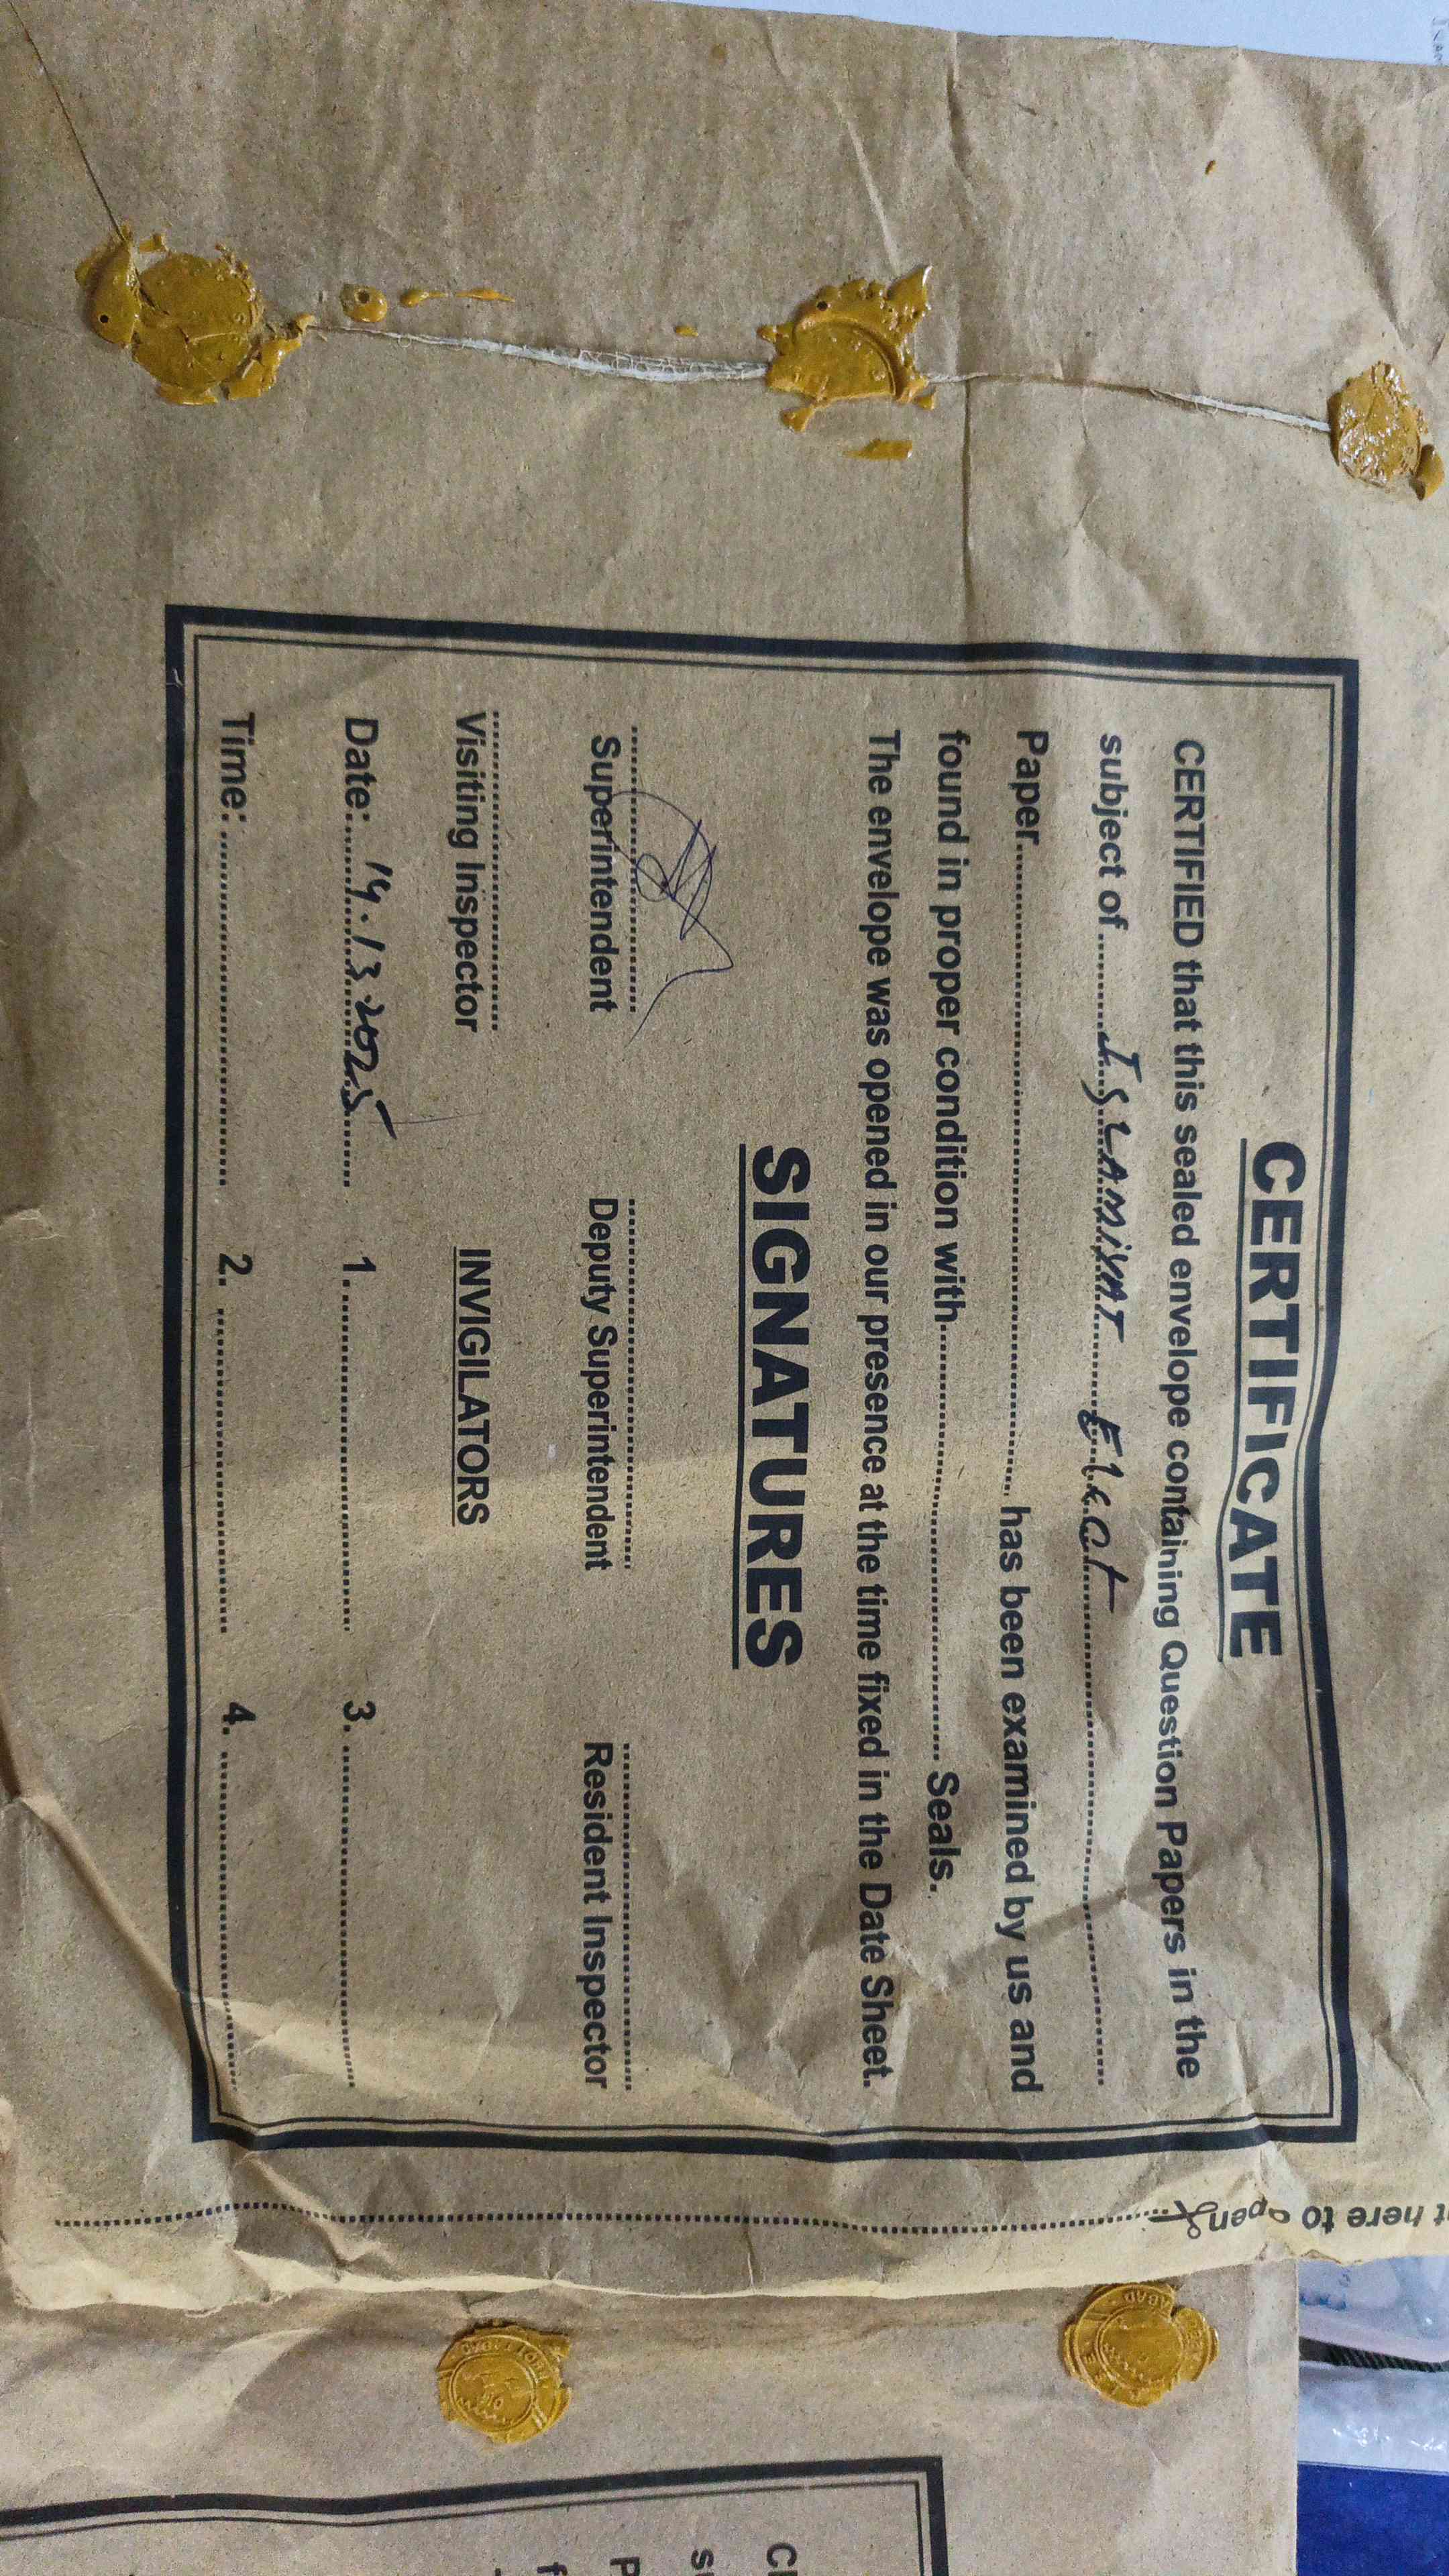 CERTIFICATE
CERTIFIED that this sealed envelope containing Question Papers in the
subject of ISLAMIYAT Elect
Paper has been examined by us and
found in proper condition with Seals.
The envelope was opened in our presence at the time fixed in the Date Sheet.
SIGNATURES
Superintendent Deputy Superintendent Resident Inspector
Visiting Inspector INVIGILATORS
Date: 19.13.2025 1. 3.
Time: 2. 4.
t here to open